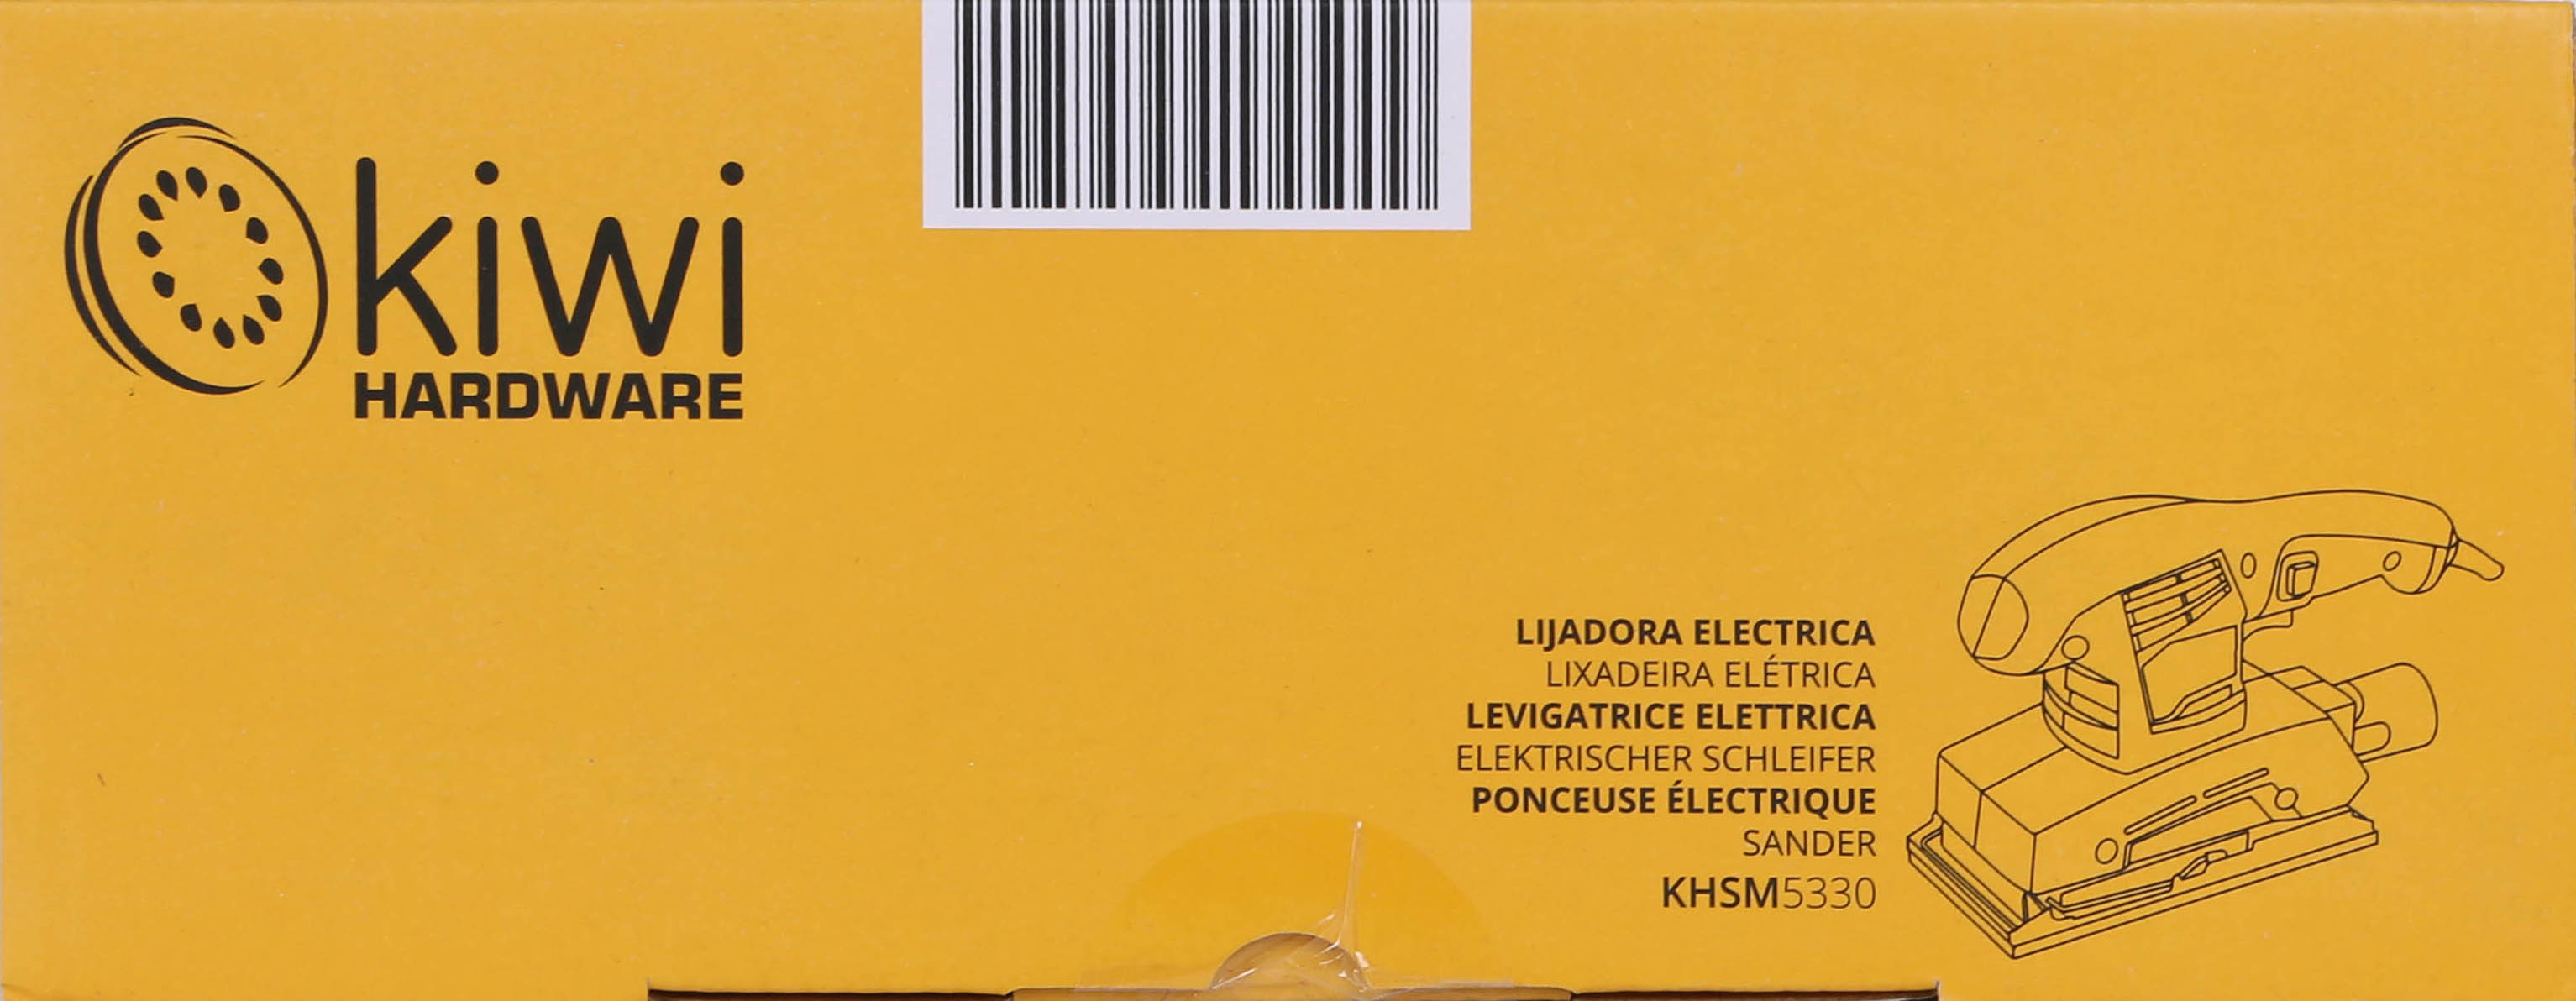 kiwi
HARDWARE
LIJADORA ELECTRICA
LIXADEIRA ELÉTRICA
LEVIGATRICE ELETTRICA
ELEKTRISCHER SCHLEIFER
PONCEUSE ÉLECTRIQUE
SANDER
KHSM5330